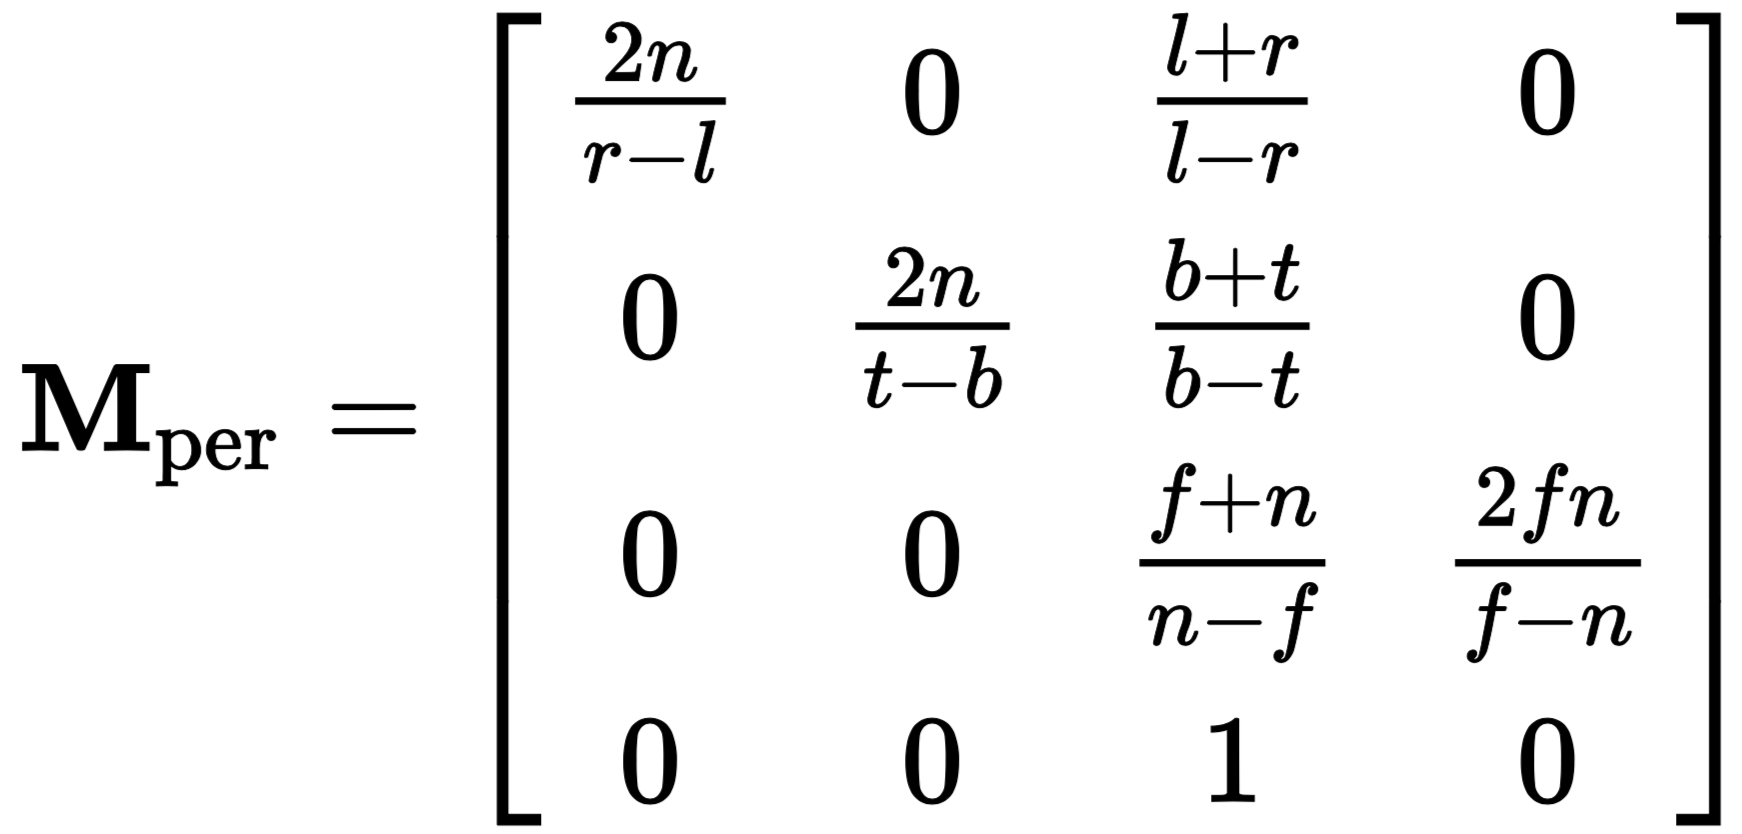 M_per = [ 2n/(r−l) 0 (l+r)/(l−r) 0
0 2n/(t−b) (b+t)/(b−t) 0
0 0 (f+n)/(n−f) 2fn/(f−n)
0 0 1 0 ]